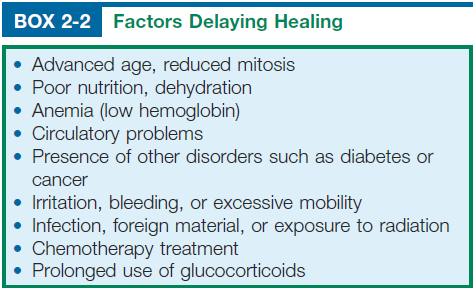 BOX 2-2 Factors Delaying Healing
• Advanced age, reduced mitosis
• Poor nutrition, dehydration
• Anemia (low hemoglobin)
• Circulatory problems
• Presence of other disorders such as diabetes or
cancer
• Irritation, bleeding, or excessive mobility
• Infection, foreign material, or exposure to radiation
• Chemotherapy treatment
• Prolonged use of glucocorticoids